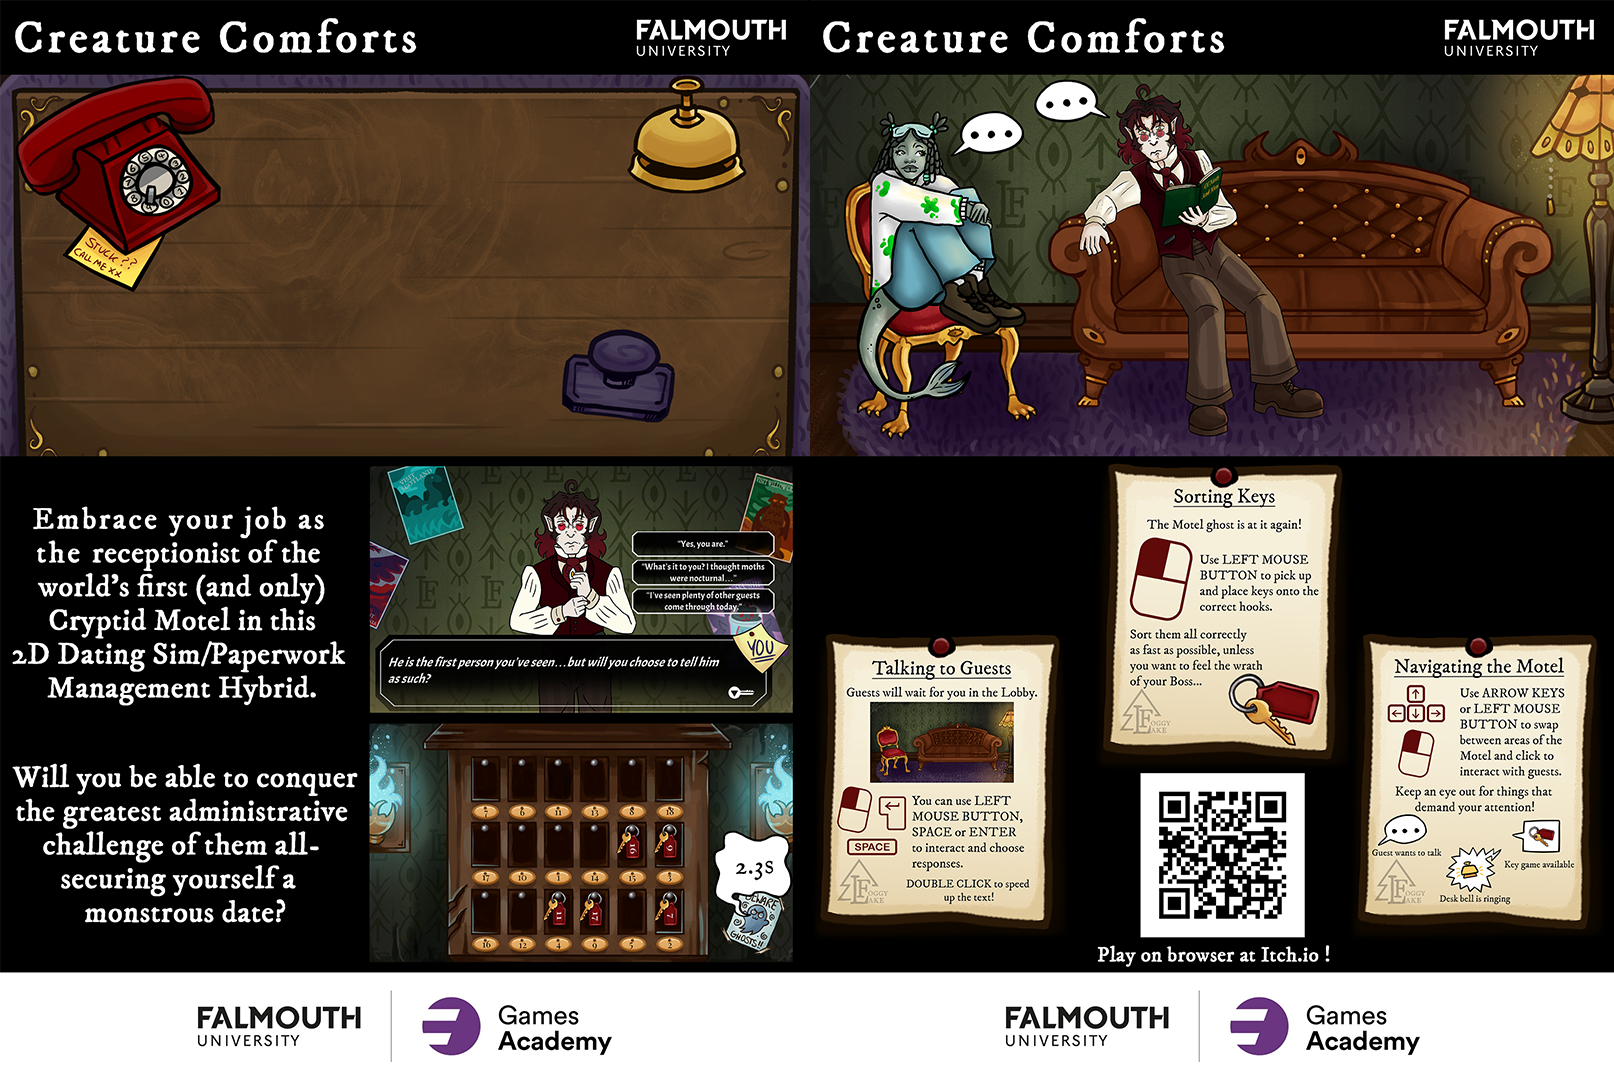 Creature Comforts
FALMOUTH
UNIVERSITY
STUCK??
CALL ME XX
Embrace your job as
the receptionist of the
world's first (and only)
Cryptid Motel in this
2D Dating Sim/Paperwork
Management Hybrid.
Will you be able to conquer
the greatest administrative
challenge of them all-
securing yourself a
monstrous date?
VISIT
"Yes, you are."
"What's it to you? I thought moths
were nocturnal..."
"I've seen plenty of other guests
come through today."
YOU
He is the first person you've seen...but will you choose to tell him
as such?
7 6 11 13 8 18
16 9
17 10 1 14 15 3
11 17 7
16 12 4 9 5 2
2.3s
BEWARE
GHOSTS!!
FALMOUTH
UNIVERSITY
Games
Academy
Creature Comforts
FALMOUTH
UNIVERSITY
Sorting Keys
The Motel ghost is at it again!
Use LEFT MOUSE
BUTTON to pick up
and place keys onto the
correct hooks.
Sort them all correctly
as fast as possible, unless
you want to feel the wrath
of your Boss...
FOGGY
LAKE
Talking to Guests
Guests will wait for you in the Lobby.
You can use LEFT
MOUSE BUTTON,
SPACE or ENTER
to interact and choose
responses.
SPACE
DOUBLE CLICK to speed
up the text!
FOGGY
LAKE
Navigating the Motel
Use ARROW KEYS
or LEFT MOUSE
BUTTON to swap
between areas of the
Motel and click to
interact with guests.
Keep an eye out for things that
demand your attention!
Guest wants to talk
Key game available
Desk bell is ringing
FOGGY
LAKE
Play on browser at Itch.io !
FALMOUTH
UNIVERSITY
Games
Academy